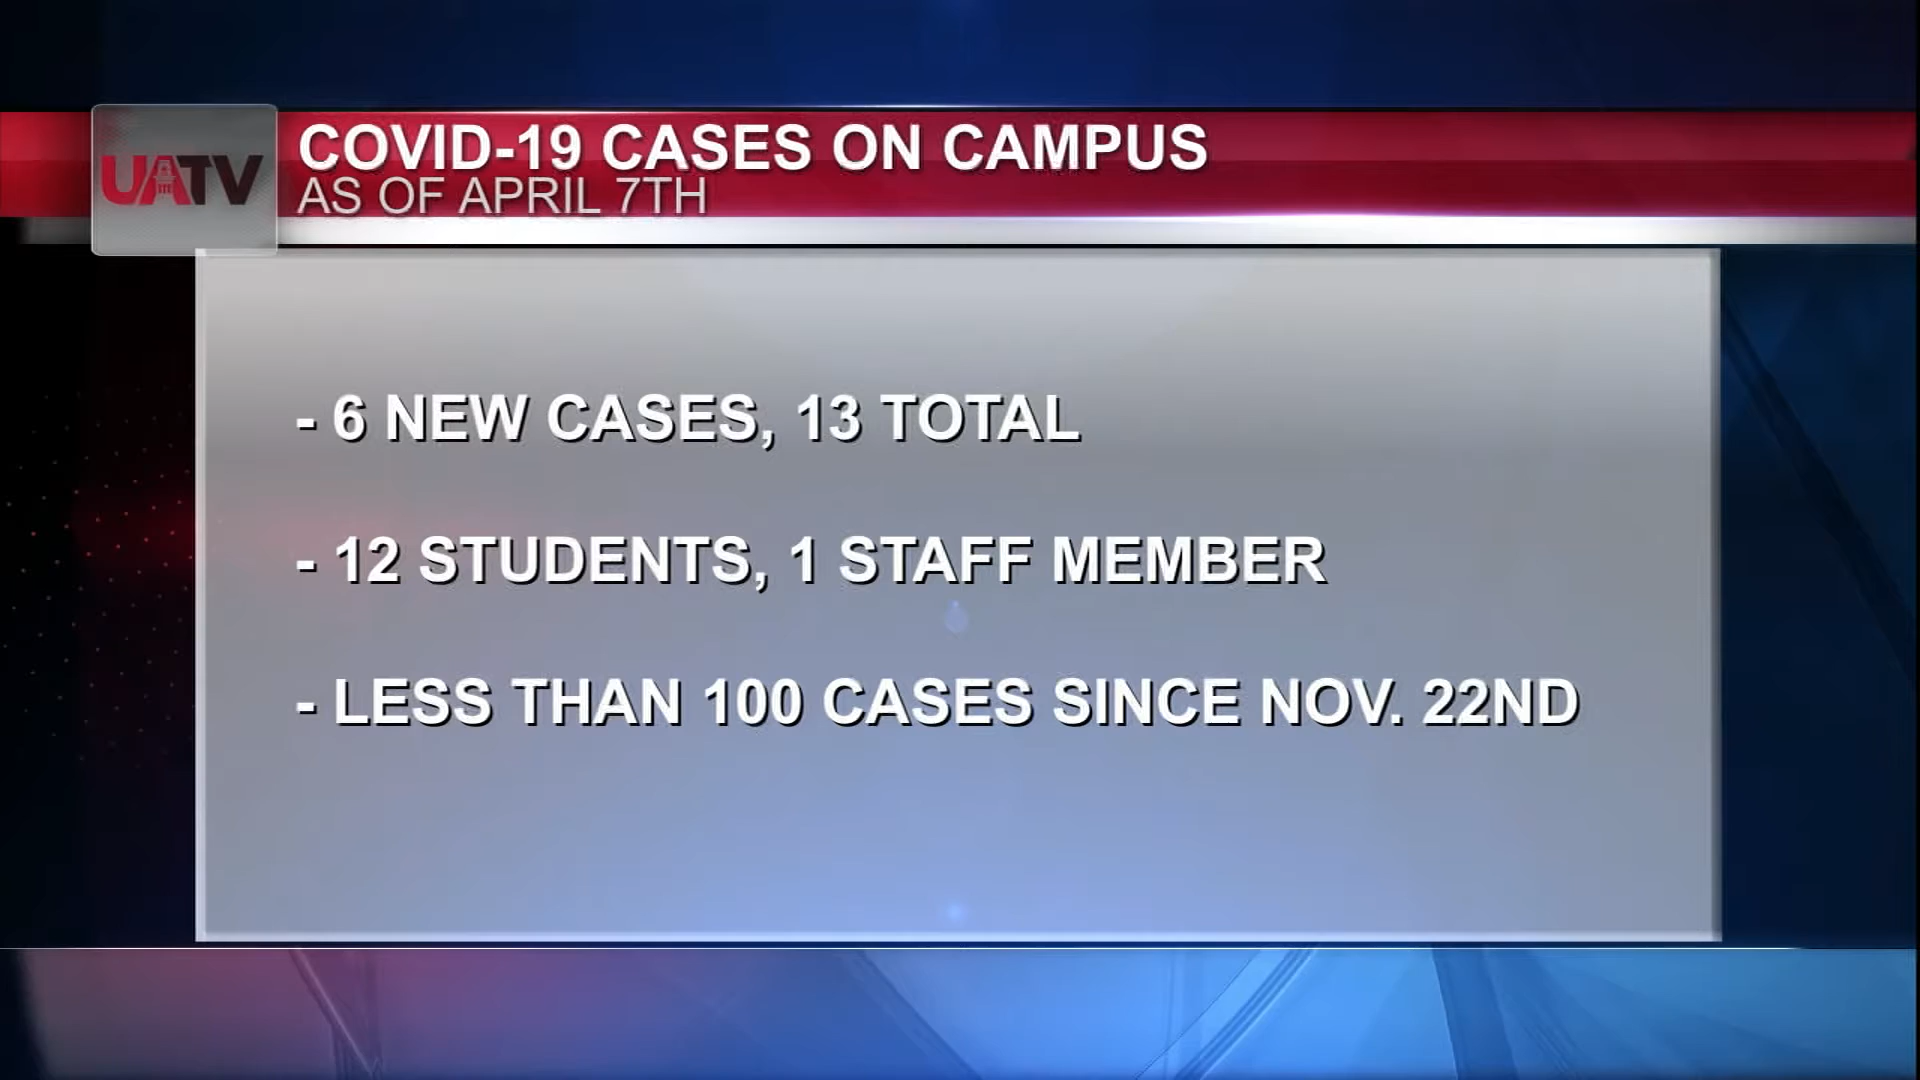 UATV
COVID-19 CASES ON CAMPUS
AS OF APRIL 7TH
- 6 NEW CASES, 13 TOTAL
- 12 STUDENTS, 1 STAFF MEMBER
- LESS THAN 100 CASES SINCE NOV. 22ND